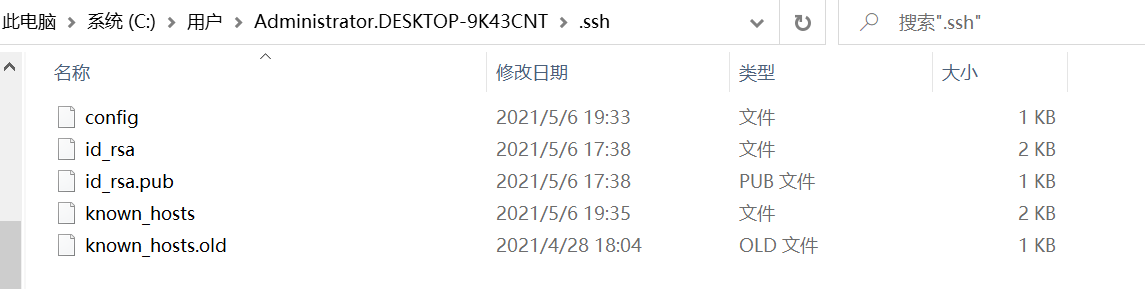 此电脑 > 系统 (C:) > 用户 > Administrator.DESKTOP-9K43CNT > .ssh 搜索".ssh"
名称 修改日期 类型 大小
config 2021/5/6 19:33 文件 1 KB
id_rsa 2021/5/6 17:38 文件 2 KB
id_rsa.pub 2021/5/6 17:38 PUB 文件 1 KB
known_hosts 2021/5/6 19:35 文件 2 KB
known_hosts.old 2021/4/28 18:04 OLD 文件 1 KB